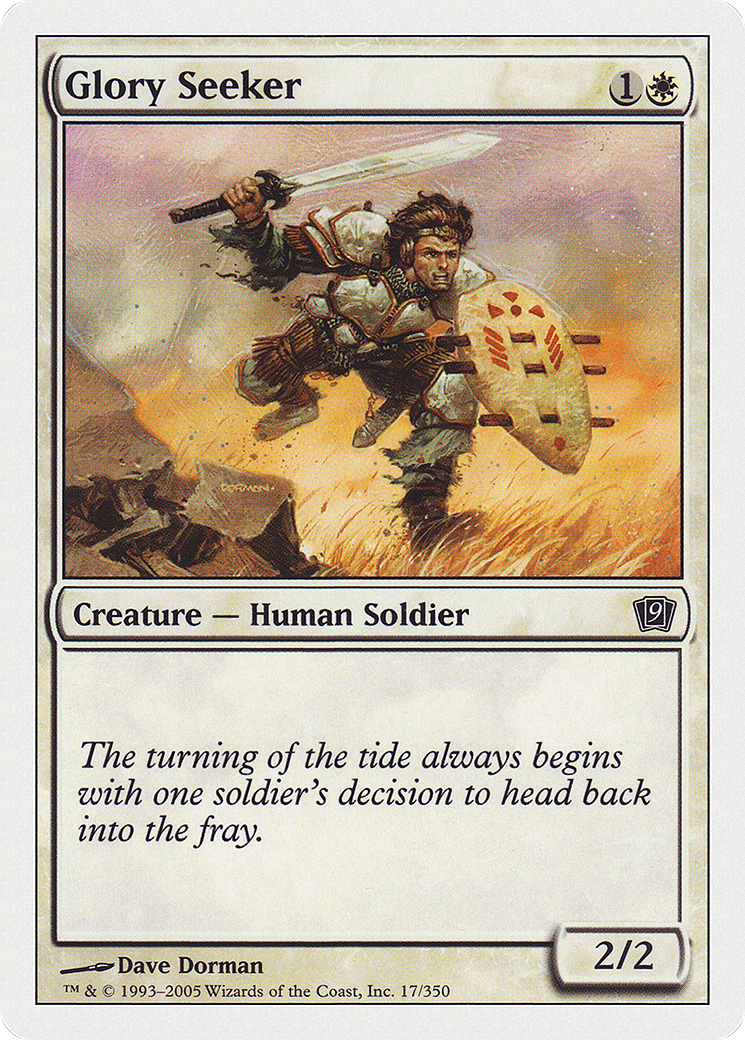 Glory Seeker 1
DORMAN.
Creature — Human Soldier 9
The turning of the tide always begins
with one soldier's decision to head back
into the fray.
2/2
Dave Dorman
™ & © 1993–2005 Wizards of the Coast, Inc. 17/350